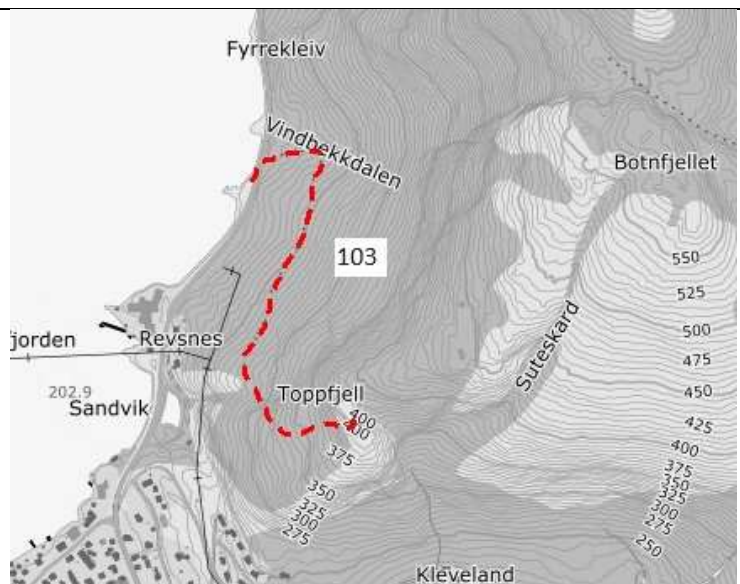 Fyrrekleiv
Vindbekkdalen
Botnfjellet
103
550
525
500
475
450
425
400
375
350
325
300
275
250
Suteskard
fjorden
Revsnes
202.9
Sandvik
Toppfjell
400
400
375
350
325
300
275
Kleveland